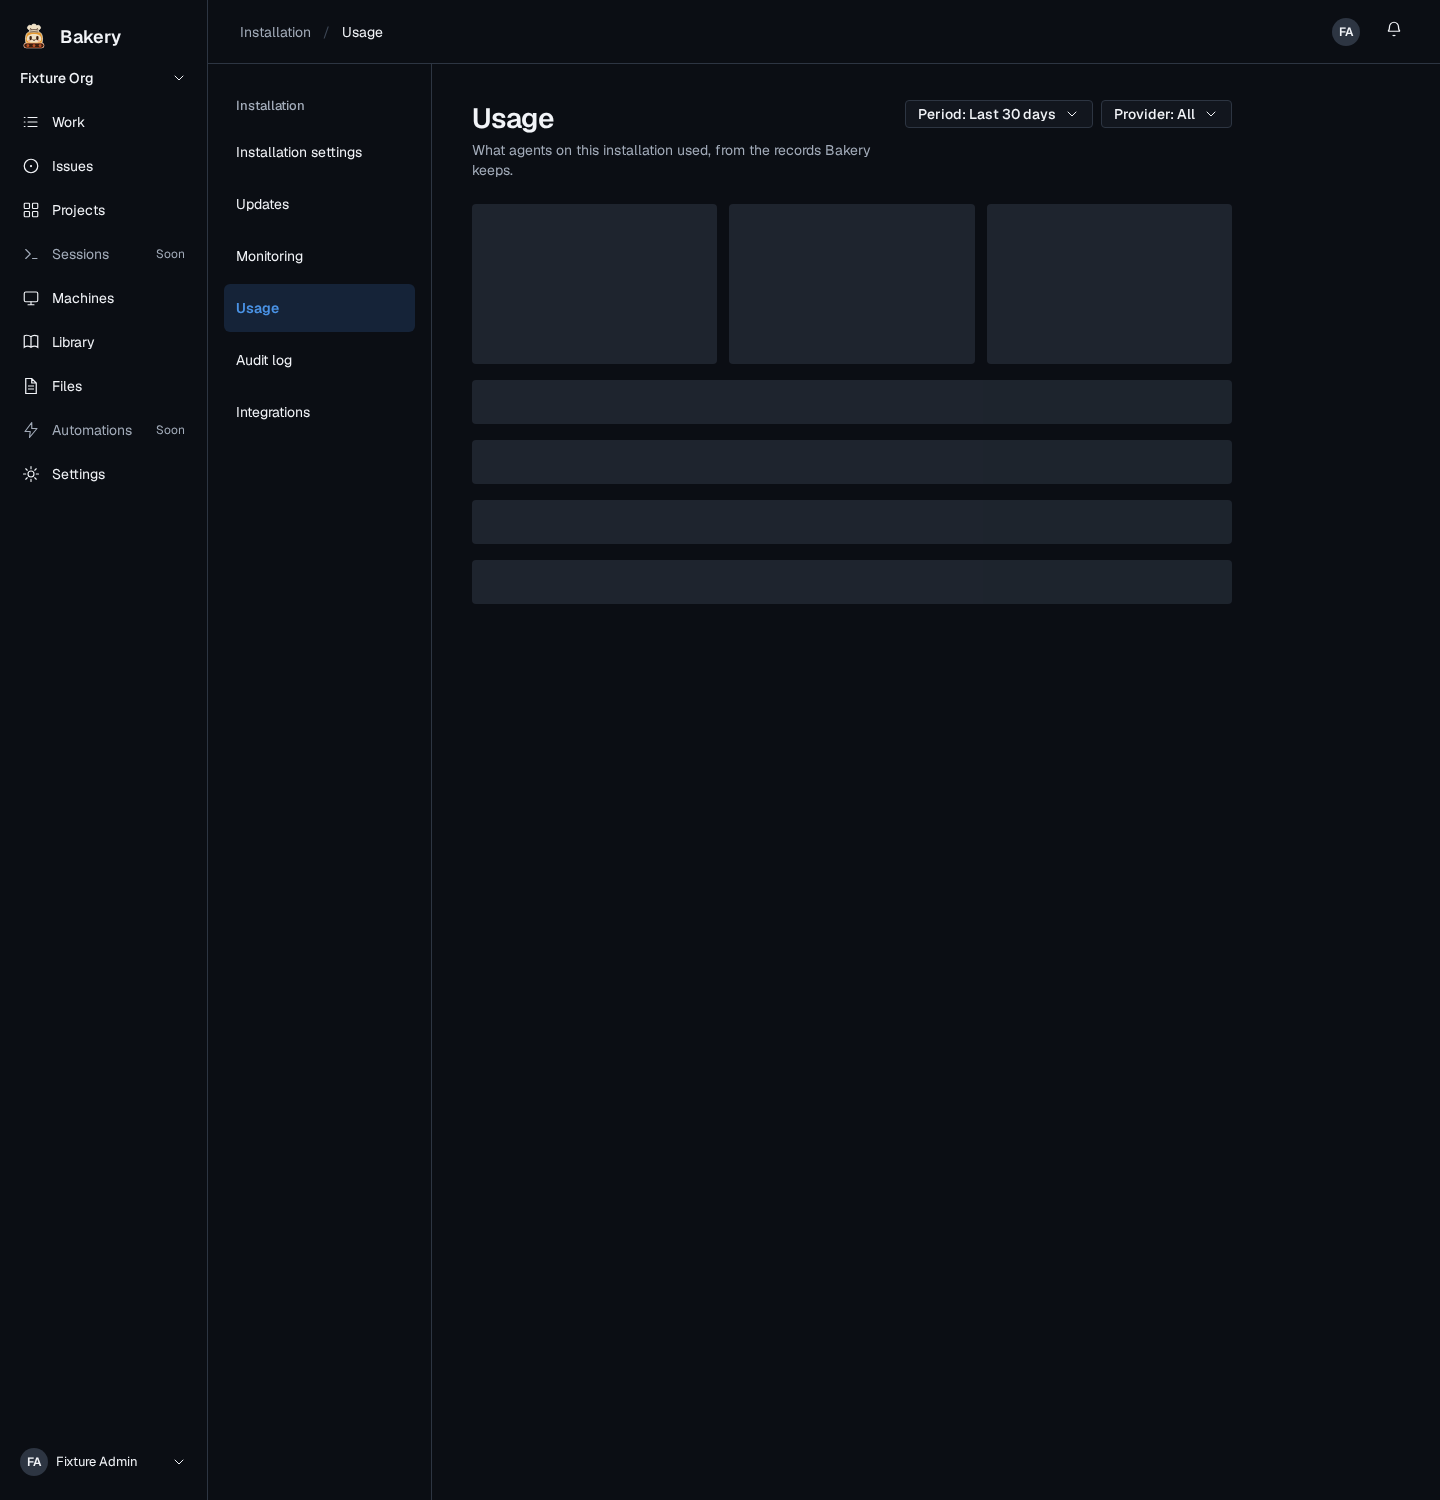 Bakery
Fixture Org
Work
Issues
Projects
Sessions Soon
Machines
Library
Files
Automations Soon
Settings
FA Fixture Admin
Installation / Usage
FA
Installation
Installation settings
Updates
Monitoring
Usage
Audit log
Integrations
Usage
What agents on this installation used, from the records Bakery
keeps.
Period: Last 30 days
Provider: All